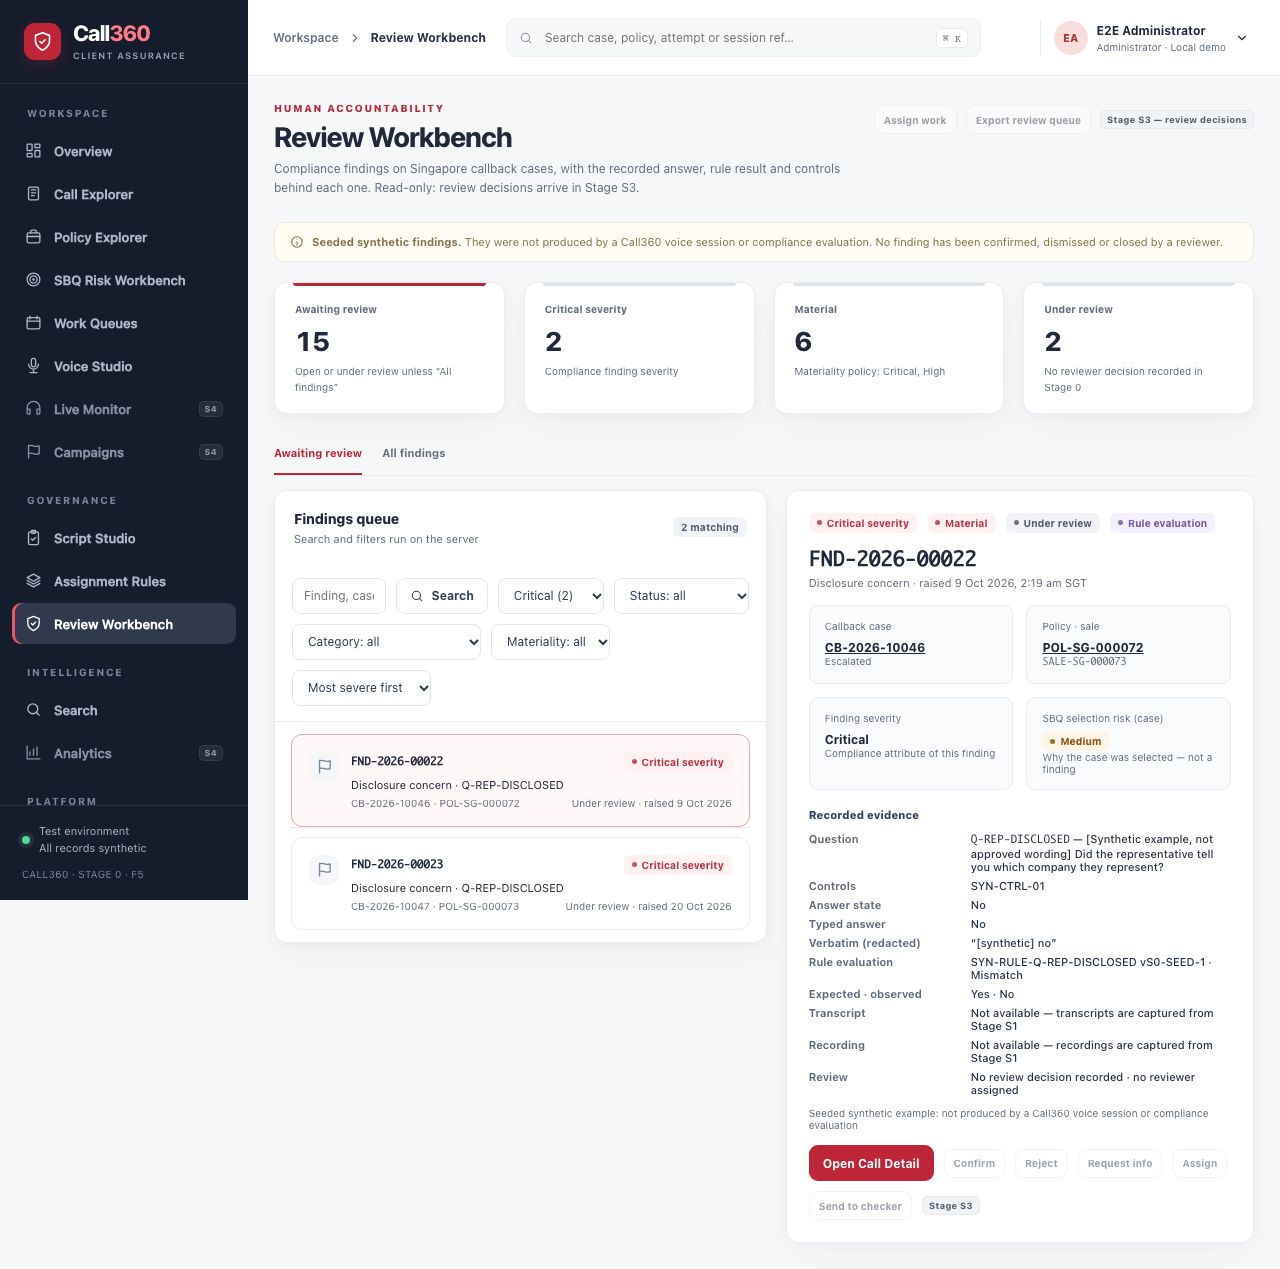 Call360
CLIENT ASSURANCE
WORKSPACE
Overview
Call Explorer
Policy Explorer
SBQ Risk Workbench
Work Queues
Voice Studio
Live Monitor S4
Campaigns S4
GOVERNANCE
Script Studio
Assignment Rules
Review Workbench
INTELLIGENCE
Search
Analytics S4
PLATFORM
Test environment
All records synthetic
CALL360 · STAGE 0 · F5
Workspace > Review Workbench
Search case, policy, attempt or session ref...
⌘ K
EA
E2E Administrator
Administrator · Local demo
HUMAN ACCOUNTABILITY
Review Workbench
Compliance findings on Singapore callback cases, with the recorded answer, rule result and controls
behind each one. Read-only: review decisions arrive in Stage S3.
Assign work
Export review queue
Stage S3 — review decisions
Seeded synthetic findings. They were not produced by a Call360 voice session or compliance evaluation. No finding has been confirmed, dismissed or closed by a reviewer.
Awaiting review
15
Open or under review unless “All
findings”
Critical severity
2
Compliance finding severity
Material
6
Materiality policy: Critical, High
Under review
2
No reviewer decision recorded in
Stage 0
Awaiting review
All findings
Findings queue
Search and filters run on the server
2 matching
Finding, case
Search
Critical (2)
Status: all
Category: all
Materiality: all
Most severe first
FND-2026-00022
Critical severity
Disclosure concern · Q-REP-DISCLOSED
CB-2026-10046 · POL-SG-000072
Under review · raised 9 Oct 2026
FND-2026-00023
Critical severity
Disclosure concern · Q-REP-DISCLOSED
CB-2026-10047 · POL-SG-000073
Under review · raised 20 Oct 2026
Critical severity
Material
Under review
Rule evaluation
FND-2026-00022
Disclosure concern · raised 9 Oct 2026, 2:19 am SGT
Callback case
CB-2026-10046
Escalated
Policy · sale
POL-SG-000072
SALE-SG-000073
Finding severity
Critical
Compliance attribute of this finding
SBQ selection risk (case)
Medium
Why the case was selected — not a
finding
Recorded evidence
Question
Q-REP-DISCLOSED — [Synthetic example, not
approved wording] Did the representative tell
you which company they represent?
Controls
SYN-CTRL-01
Answer state
No
Typed answer
No
Verbatim (redacted)
“[synthetic] no”
Rule evaluation
SYN-RULE-Q-REP-DISCLOSED vS0-SEED-1 ·
Mismatch
Expected · observed
Yes · No
Transcript
Not available — transcripts are captured from
Stage S1
Recording
Not available — recordings are captured from
Stage S1
Review
No review decision recorded · no reviewer
assigned
Seeded synthetic example: not produced by a Call360 voice session or compliance
evaluation
Open Call Detail
Confirm
Reject
Request info
Assign
Send to checker
Stage S3